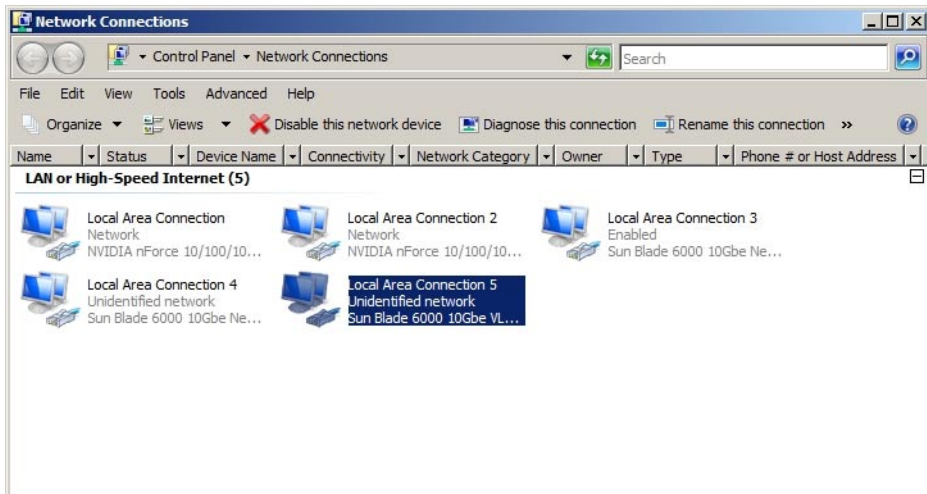 Network Connections
Control Panel Network Connections
Search
File Edit View Tools Advanced Help
Organize Views Disable this network device Diagnose this connection Rename this connection »
Name Status Device Name Connectivity Network Category Owner Type Phone # or Host Address
LAN or High-Speed Internet (5)
Local Area Connection
Network
NVIDIA nForce 10/100/10...
Local Area Connection 2
Network
NVIDIA nForce 10/100/10...
Local Area Connection 3
Enabled
Sun Blade 6000 10Gbe Ne...
Local Area Connection 4
Unidentified network
Sun Blade 6000 10Gbe Ne...
Local Area Connection 5
Unidentified network
Sun Blade 6000 10Gbe VL...